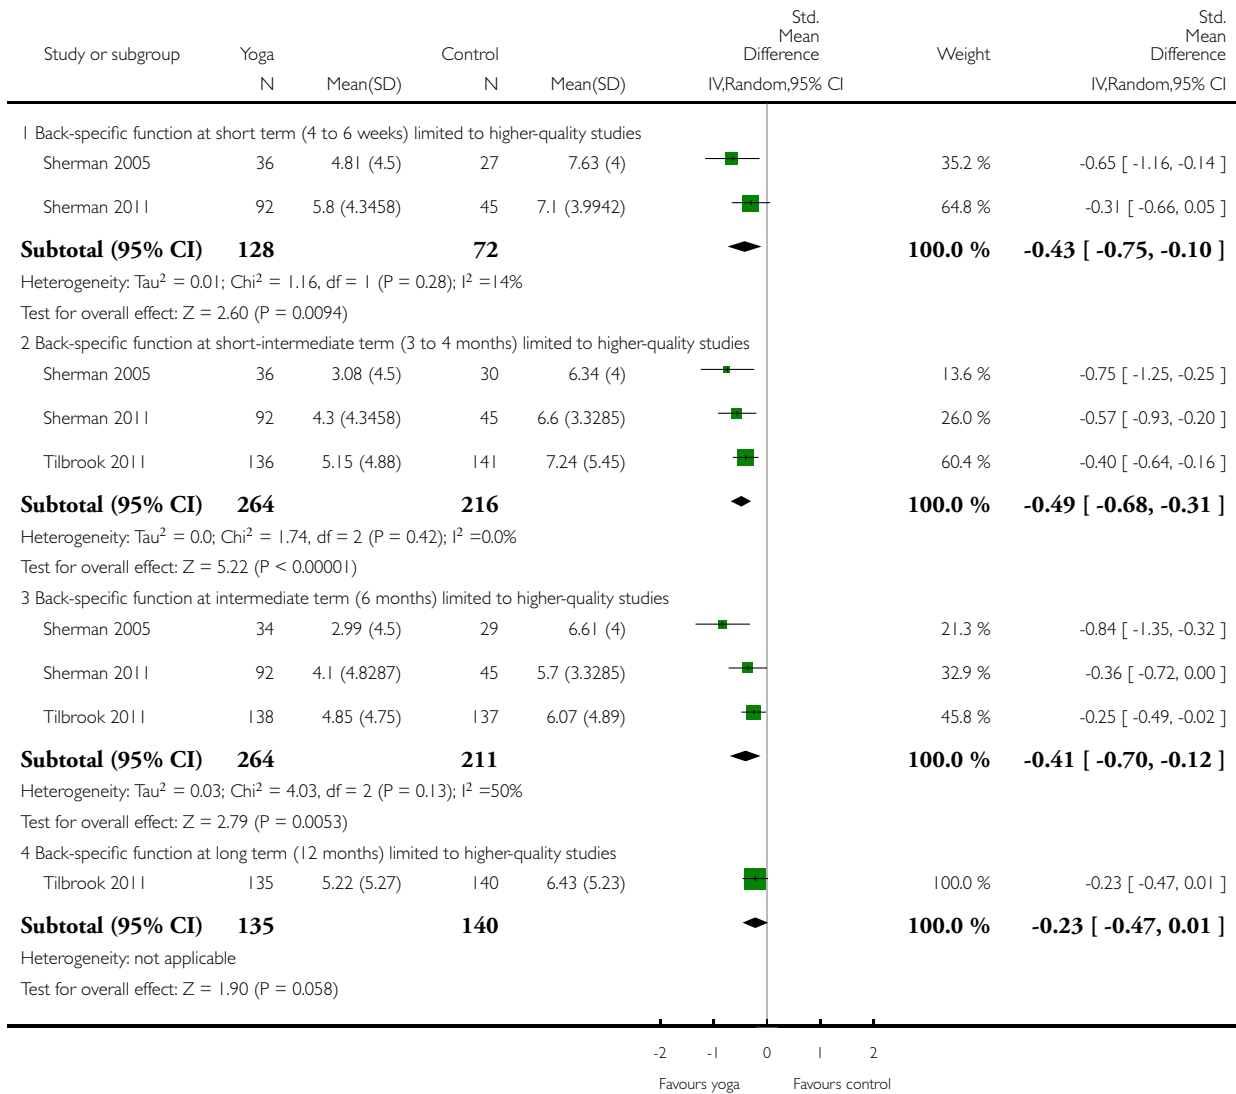 Std. Mean Difference Std. Mean Difference
Study or subgroup Yoga Control Weight
N Mean(SD) N Mean(SD) IV,Random,95% CI IV,Random,95% CI
1 Back-specific function at short term (4 to 6 weeks) limited to higher-quality studies
Sherman 2005 36 4.81 (4.5) 27 7.63 (4) 35.2 % -0.65 [ -1.16, -0.14 ]
Sherman 2011 92 5.8 (4.3458) 45 7.1 (3.9942) 64.8 % -0.31 [ -0.66, 0.05 ]
Subtotal (95% CI) 128 72 100.0 % -0.43 [ -0.75, -0.10 ]
Heterogeneity: Tau² = 0.01; Chi² = 1.16, df = 1 (P = 0.28); I² =14%
Test for overall effect: Z = 2.60 (P = 0.0094)
2 Back-specific function at short-intermediate term (3 to 4 months) limited to higher-quality studies
Sherman 2005 36 3.08 (4.5) 30 6.34 (4) 13.6 % -0.75 [ -1.25, -0.25 ]
Sherman 2011 92 4.3 (4.3458) 45 6.6 (3.3285) 26.0 % -0.57 [ -0.93, -0.20 ]
Tilbrook 2011 136 5.15 (4.88) 141 7.24 (5.45) 60.4 % -0.40 [ -0.64, -0.16 ]
Subtotal (95% CI) 264 216 100.0 % -0.49 [ -0.68, -0.31 ]
Heterogeneity: Tau² = 0.0; Chi² = 1.74, df = 2 (P = 0.42); I² =0.0%
Test for overall effect: Z = 5.22 (P < 0.00001)
3 Back-specific function at intermediate term (6 months) limited to higher-quality studies
Sherman 2005 34 2.99 (4.5) 29 6.61 (4) 21.3 % -0.84 [ -1.35, -0.32 ]
Sherman 2011 92 4.1 (4.8287) 45 5.7 (3.3285) 32.9 % -0.36 [ -0.72, 0.00 ]
Tilbrook 2011 138 4.85 (4.75) 137 6.07 (4.89) 45.8 % -0.25 [ -0.49, -0.02 ]
Subtotal (95% CI) 264 211 100.0 % -0.41 [ -0.70, -0.12 ]
Heterogeneity: Tau² = 0.03; Chi² = 4.03, df = 2 (P = 0.13); I² =50%
Test for overall effect: Z = 2.79 (P = 0.0053)
4 Back-specific function at long term (12 months) limited to higher-quality studies
Tilbrook 2011 135 5.22 (5.27) 140 6.43 (5.23) 100.0 % -0.23 [ -0.47, 0.01 ]
Subtotal (95% CI) 135 140 100.0 % -0.23 [ -0.47, 0.01 ]
Heterogeneity: not applicable
Test for overall effect: Z = 1.90 (P = 0.058)
-2 -1 0 1 2
Favours yoga Favours control